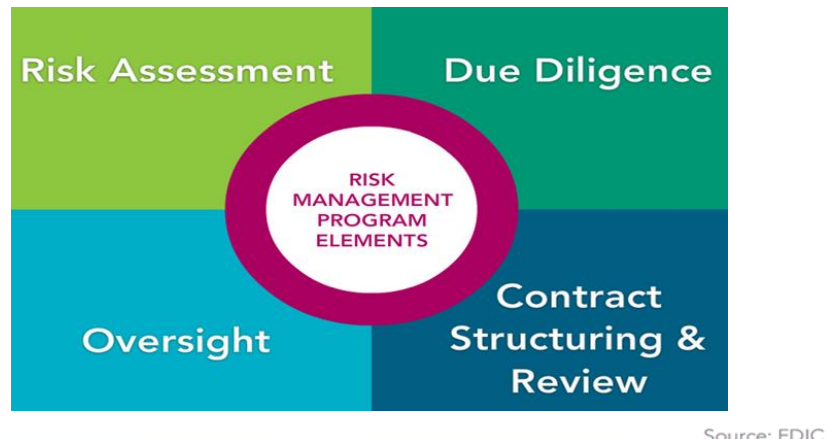 Risk Assessment
Due Diligence
RISK
MANAGEMENT
PROGRAM
ELEMENTS
Oversight
Contract
Structuring &
Review
Source: FDIC